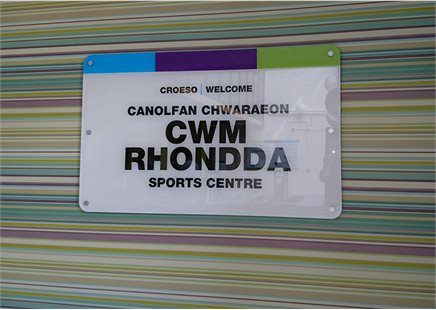 CROESO | WELCOME
CANOLFAN CHWARAEON
CWM
RHONDDA
SPORTS CENTRE